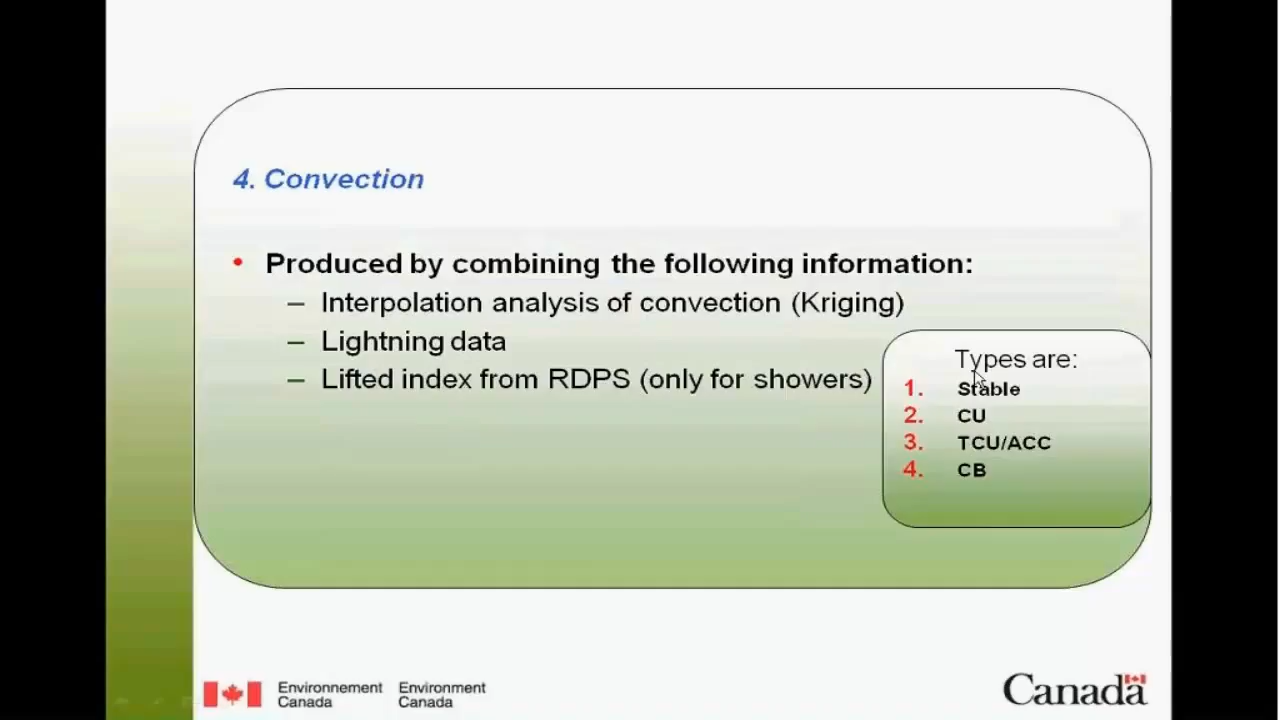 4. Convection
• Produced by combining the following information:
– Interpolation analysis of convection (Kriging)
– Lightning data
– Lifted index from RDPS (only for showers)
Types are:
1. Stable
2. CU
3. TCU/ACC
4. CB
Environnement Canada
Environment Canada
Canada